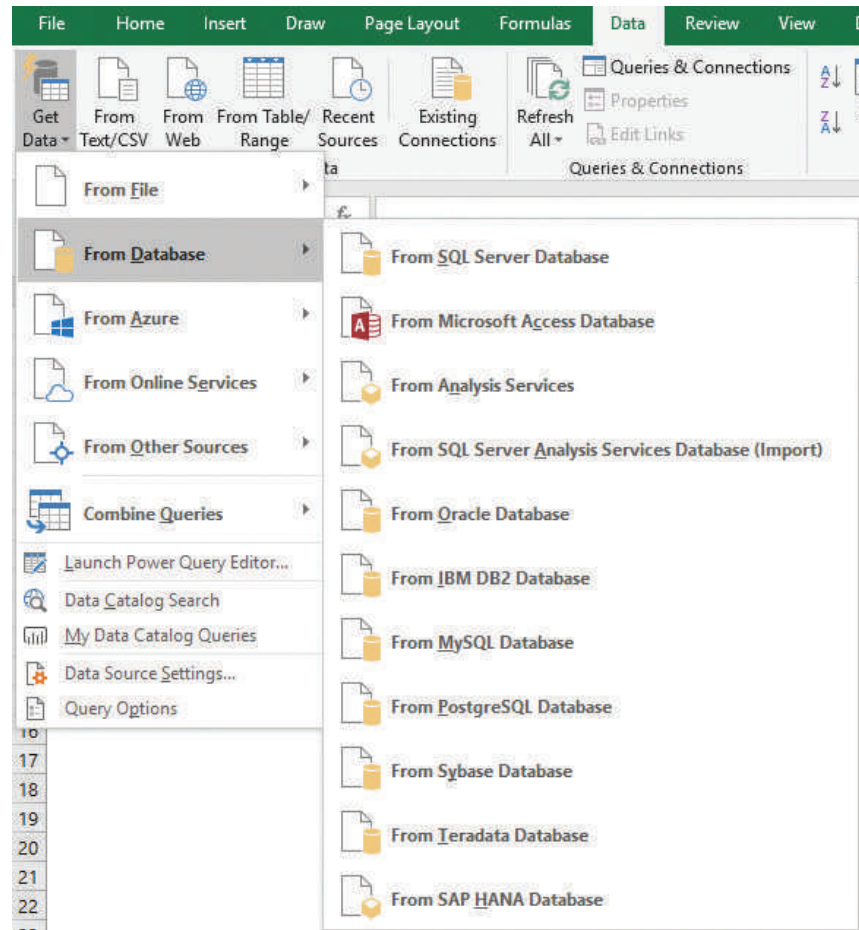 File Home Insert Draw Page Layout Formulas Data Review View
Get Data From Text/CSV From Web From Table/ Range Recent Sources Existing Connections Refresh All Queries & Connections
Properties
Edit Links
ta Queries & Connections
From File
fx
From Database
From Azure
From Online Services
From Other Sources
Combine Queries
Launch Power Query Editor...
Data Catalog Search
My Data Catalog Queries
Data Source Settings...
Query Options
From SQL Server Database
From Microsoft Access Database
From Analysis Services
From SQL Server Analysis Services Database (Import)
From Oracle Database
From IBM DB2 Database
From MySQL Database
From PostgreSQL Database
From Sybase Database
From Teradata Database
From SAP HANA Database
16
17
18
19
20
21
22